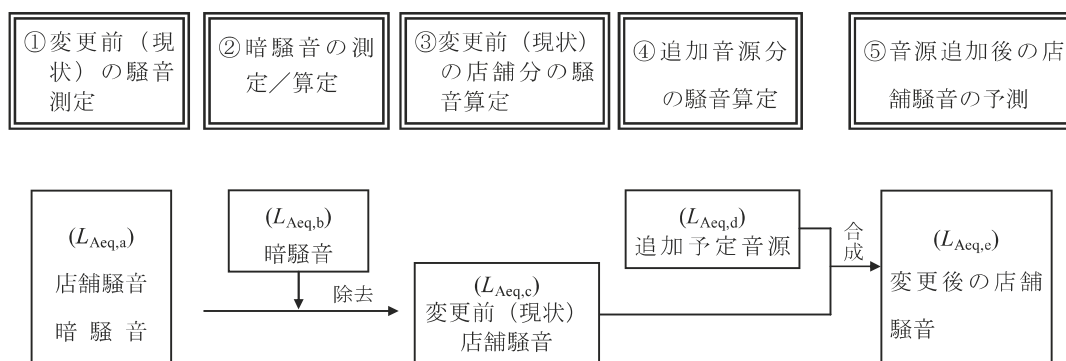 ①変更前（現
状）の騒音
測定
②暗騒音の測
定／算定
③変更前（現状）
の店舗分の騒
音算定
④追加音源分
の騒音算定
⑤音源追加後の店
舗騒音の予測
(LAeq,a)
店舗騒音
暗騒音
(LAeq,b)
暗騒音
除去
(LAeq,c)
変更前（現状）
店舗騒音
(LAeq,d)
追加予定音源
合成
(LAeq,e)
変更後の店舗
騒音